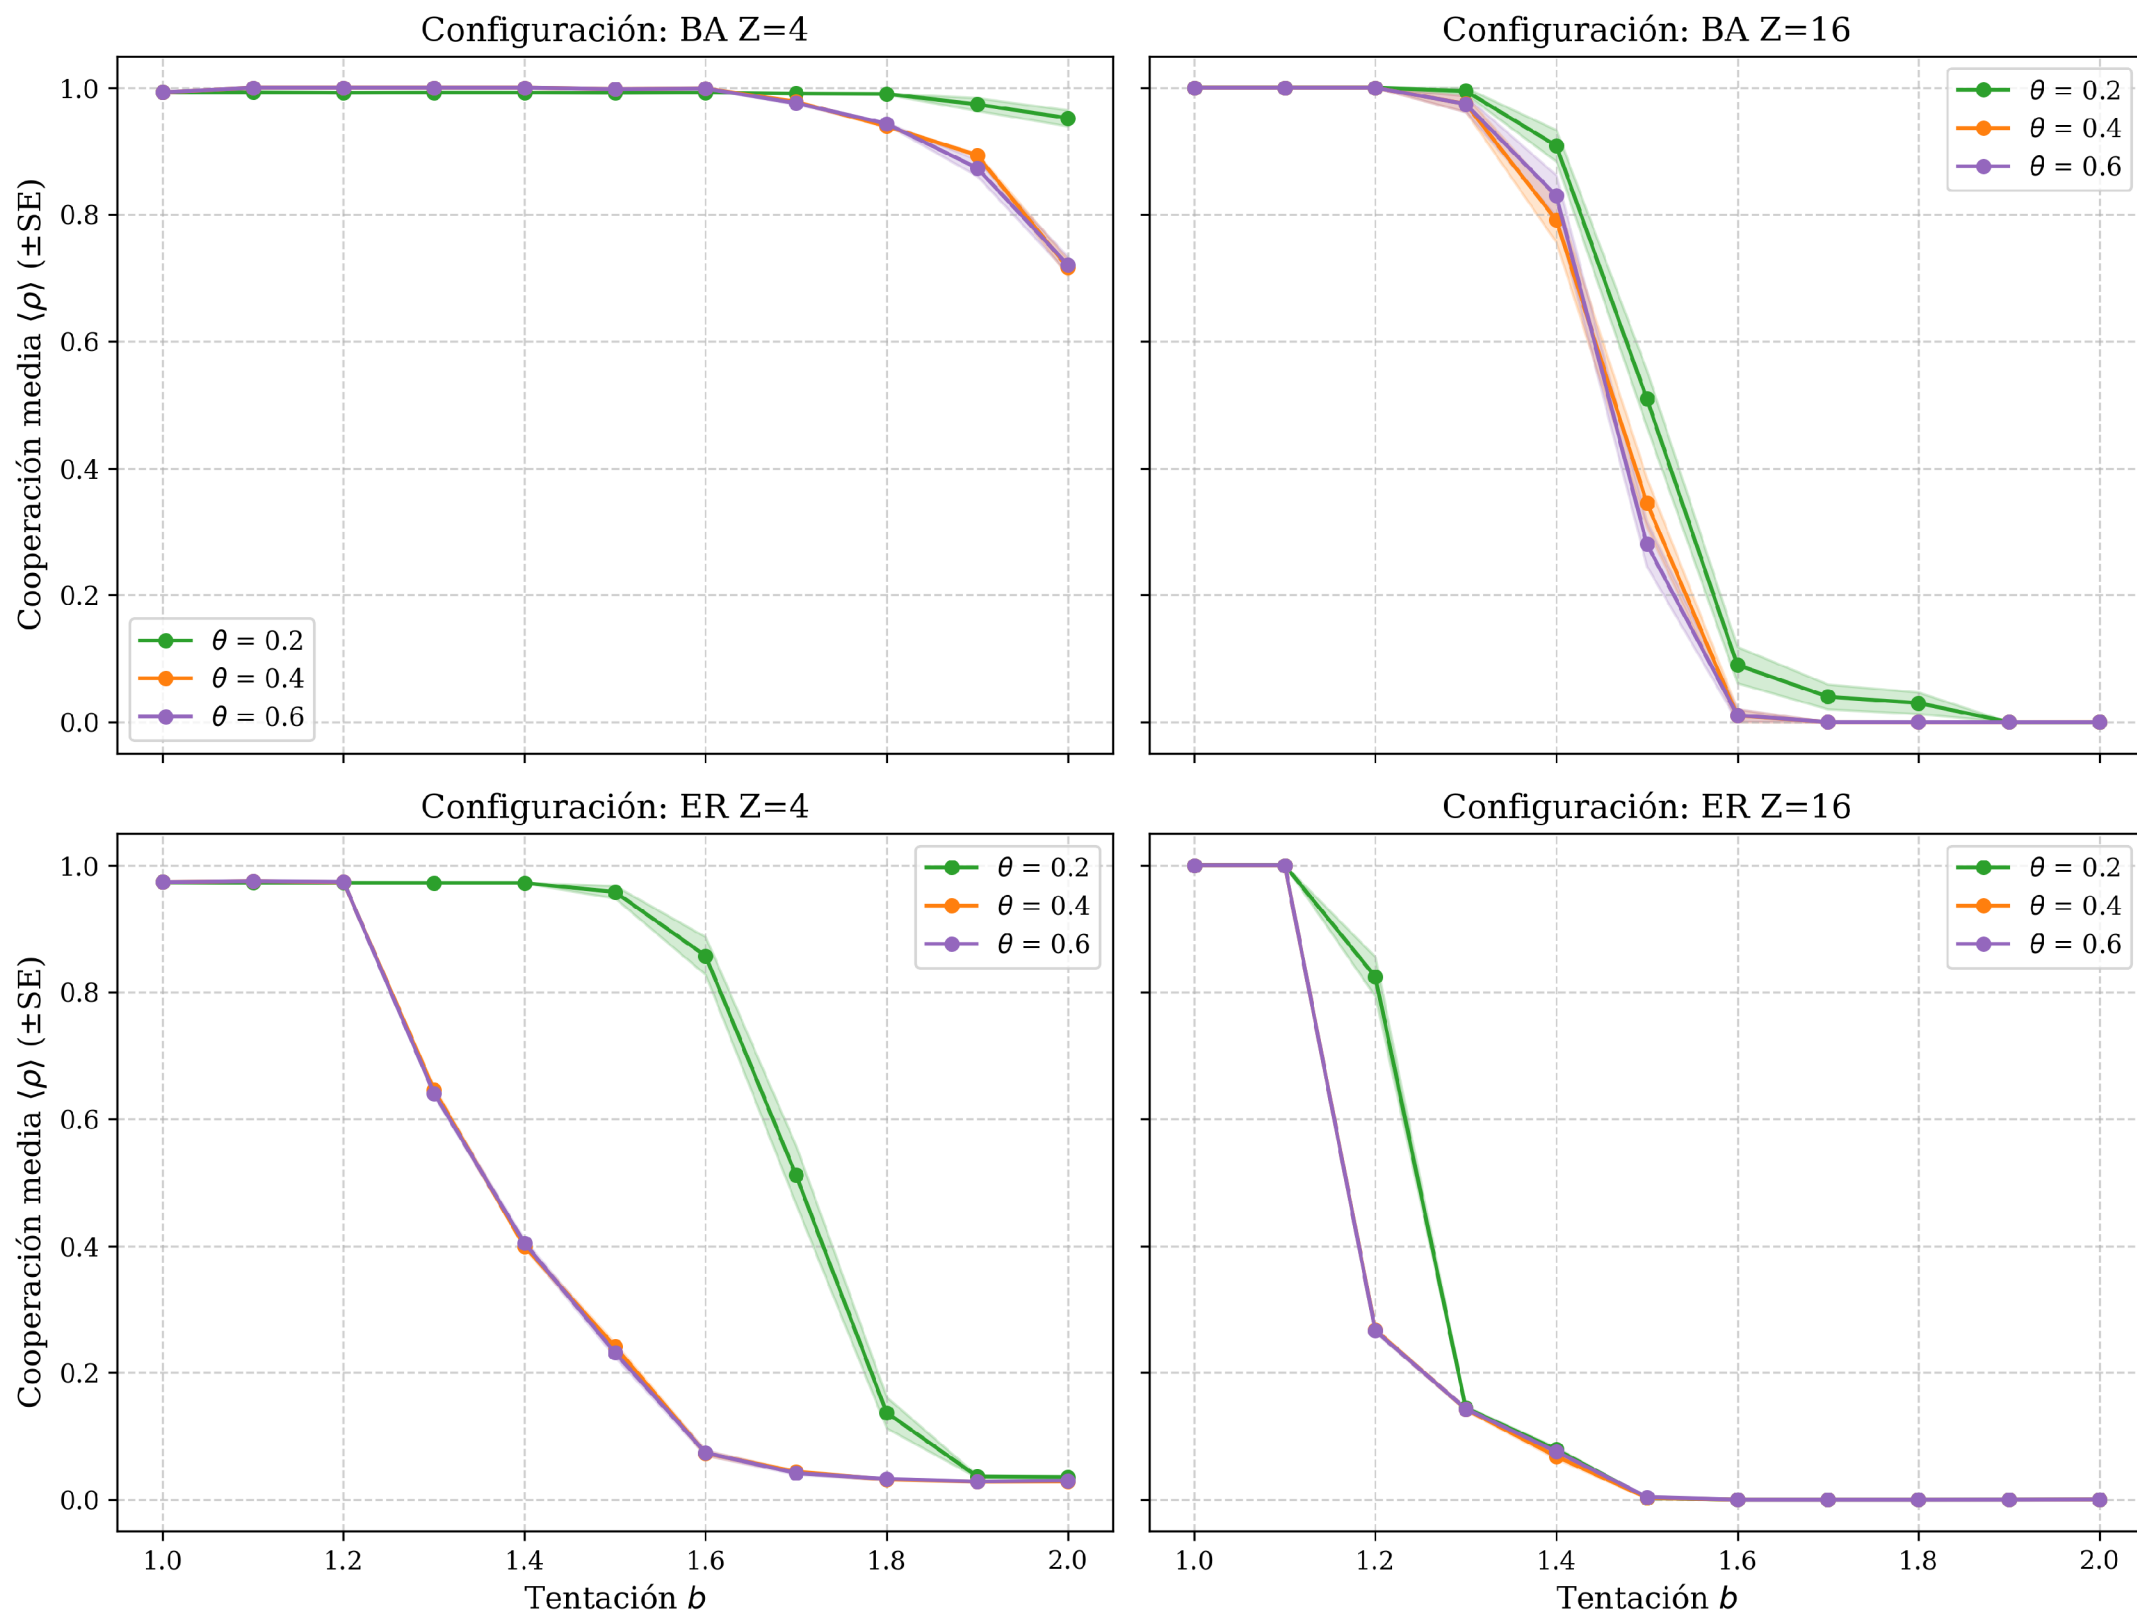 Configuración: BA Z=4
Cooperación media ⟨ρ⟩ (±SE)
1.0
0.8
0.6
0.4
0.2
0.0
θ = 0.2
θ = 0.4
θ = 0.6
Configuración: BA Z=16
θ = 0.2
θ = 0.4
θ = 0.6
Configuración: ER Z=4
Cooperación media ⟨ρ⟩ (±SE)
1.0
0.8
0.6
0.4
0.2
0.0
θ = 0.2
θ = 0.4
θ = 0.6
1.0 1.2 1.4 1.6 1.8 2.0
Tentación b
Configuración: ER Z=16
θ = 0.2
θ = 0.4
θ = 0.6
1.0 1.2 1.4 1.6 1.8 2.0
Tentación b